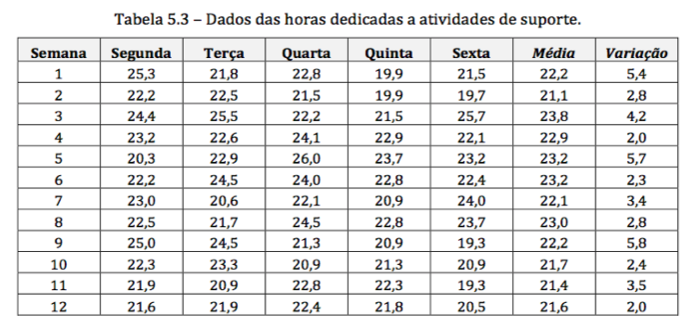 Tabela 5.3 – Dados das horas dedicadas a atividades de suporte.
Semana Segunda Terça Quarta Quinta Sexta Média Variação
1 25,3 21,8 22,8 19,9 21,5 22,2 5,4
2 22,2 22,5 21,5 19,9 19,7 21,1 2,8
3 24,4 25,5 22,2 21,5 25,7 23,8 4,2
4 23,2 22,6 24,1 22,9 22,1 22,9 2,0
5 20,3 22,9 26,0 23,7 23,2 23,2 5,7
6 22,2 24,5 24,0 22,8 22,4 23,2 2,3
7 23,0 20,6 22,1 20,9 24,0 22,1 3,4
8 22,5 21,7 24,5 22,8 23,7 23,0 2,8
9 25,0 24,5 21,3 20,9 19,3 22,2 5,8
10 22,3 23,3 20,9 21,3 20,9 21,7 2,4
11 21,9 20,9 22,8 22,3 19,3 21,4 3,5
12 21,6 21,9 22,4 21,8 20,5 21,6 2,0